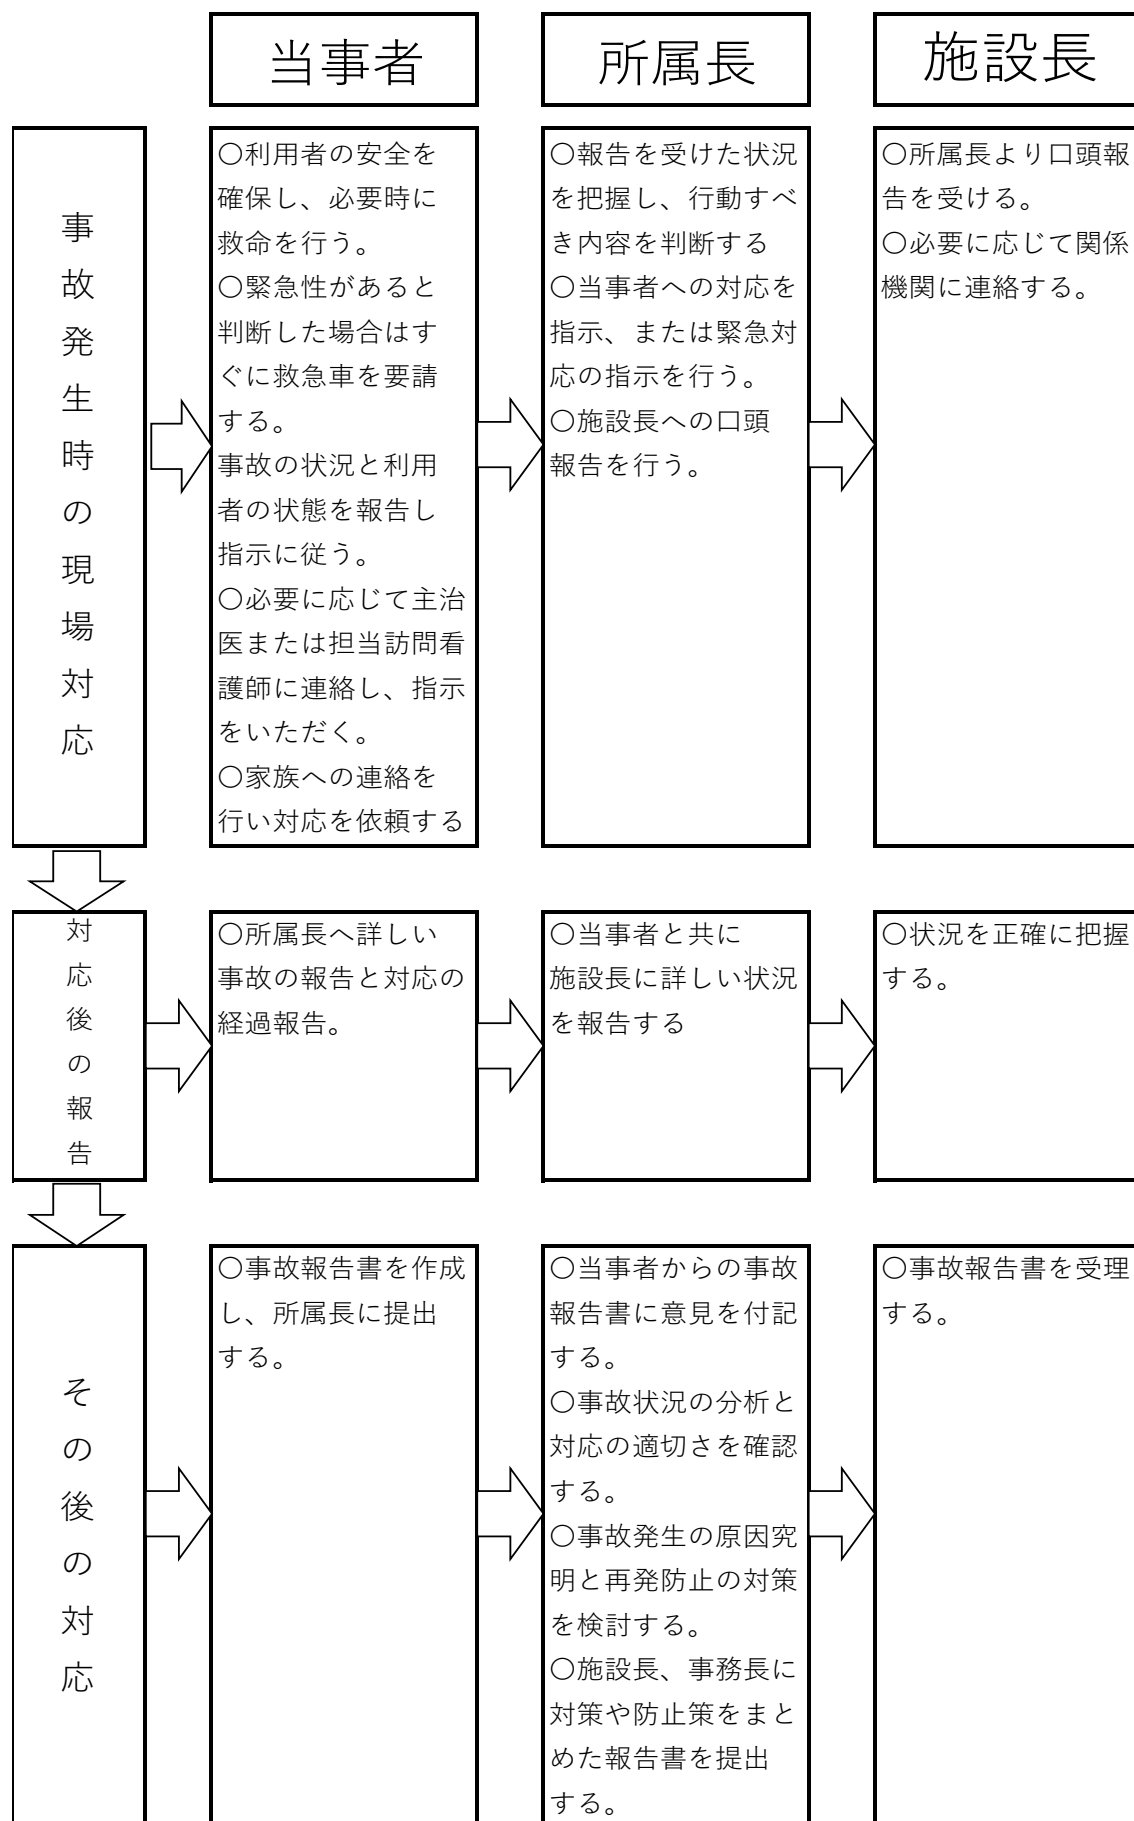 当事者
所属長
施設長
事故発生時の現場対応
〇利用者の安全を
確保し、必要時に
救命を行う。
〇緊急性があると
判断した場合はす
ぐに救急車を要請
する。
事故の状況と利用
者の状態を報告し
指示に従う。
〇必要に応じて主治
医または担当訪問看
護師に連絡し、指示
をいただく。
〇家族への連絡を
行い対応を依頼する
〇報告を受けた状況
を把握し、行動すべ
き内容を判断する
〇当事者への対応を
指示、または緊急対
応の指示を行う。
〇施設長への口頭
報告を行う。
〇所属長より口頭報
告を受ける。
〇必要に応じて関係
機関に連絡する。
対応後の報告
〇所属長へ詳しい
事故の報告と対応の
経過報告。
〇当事者と共に
施設長に詳しい状況
を報告する
〇状況を正確に把握
する。
その後の対応
〇事故報告書を作成
し、所属長に提出
する。
〇当事者からの事故
報告書に意見を付記
する。
〇事故状況の分析と
対応の適切さを確認
する。
〇事故発生の原因究
明と再発防止の対策
を検討する。
〇施設長、事務長に
対策や防止策をまと
めた報告書を提出
する。
〇事故報告書を受理
する。